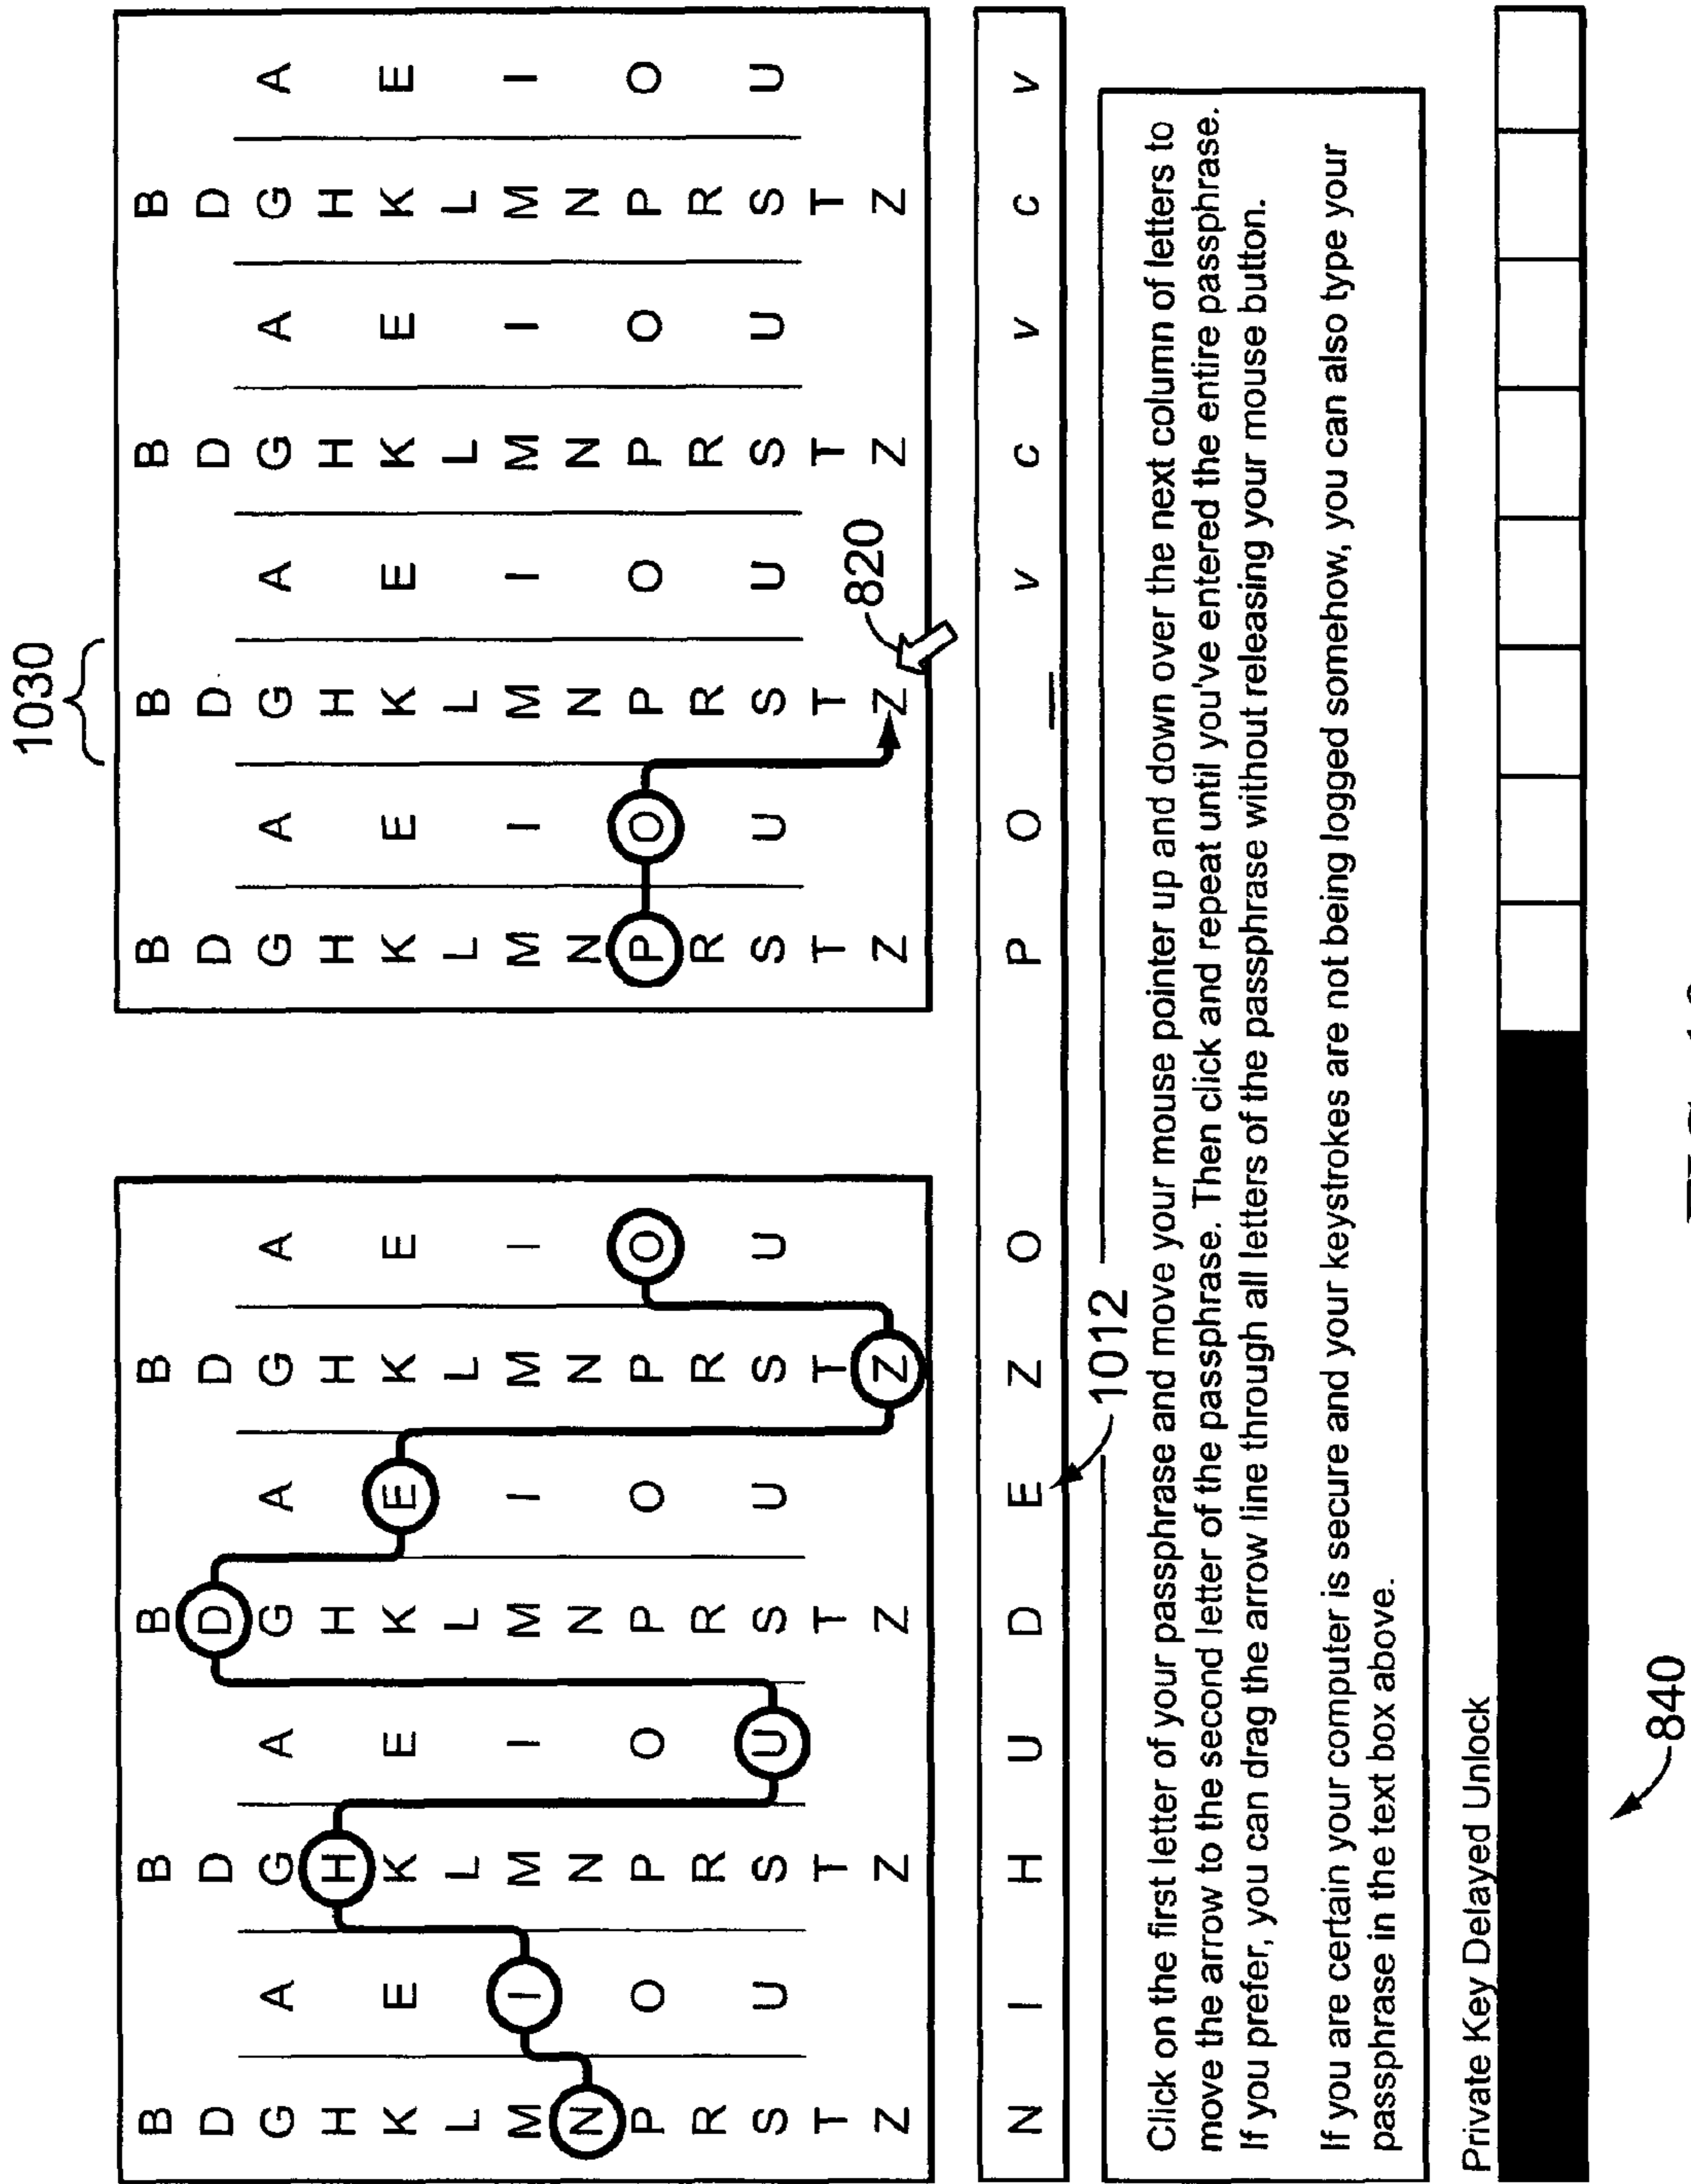 1030
B B B B B B B B
D D D D D D D D
G A G A G A G A G A G A G A G A
H H H H H H H H
K E K E K E K E K E K E K E K E
L L L L L L L L
M I M I M I M I M I M I M I M I
N N N N N N N N
P O P O P O P O P O P O P O P O
R R R R R R R R
S U S U S U S U S U S U S U S U
T T T T T T T T
820
Z Z Z Z Z Z Z Z
N I H U D E Z O P O _ v c v c v
1012
Click on the first letter of your passphrase and move your mouse pointer up and down over the next column of letters to
move the arrow to the second letter of the passphrase. Then click and repeat until you've entered the entire passphrase.
If you prefer, you can drag the arrow line through all letters of the passphrase without releasing your mouse button.
If you are certain your computer is secure and your keystrokes are not being logged somehow, you can also type your
passphrase in the text box above.
Private Key Delayed Unlock
840